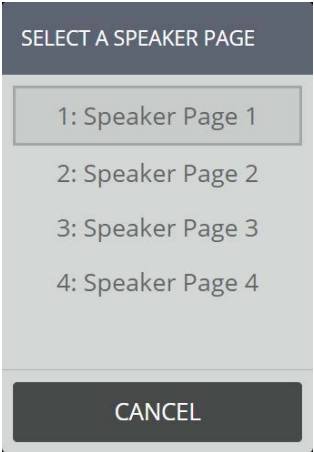 SELECT A SPEAKER PAGE
1: Speaker Page 1
2: Speaker Page 2
3: Speaker Page 3
4: Speaker Page 4
CANCEL